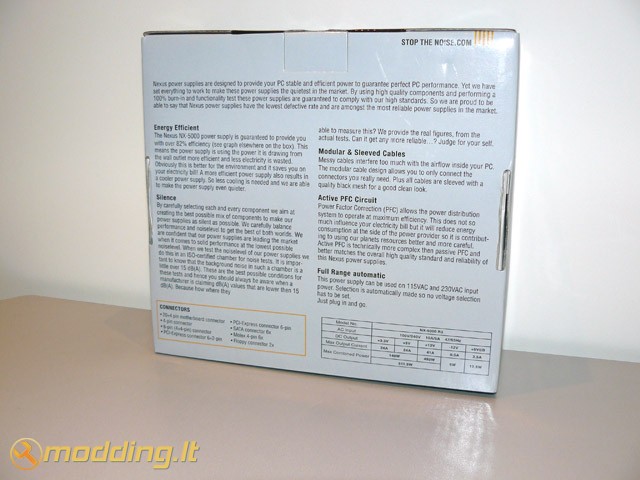 STOP THE NOISE.COM
Nexus power supplies are designed to provide your PC stable and efficient power to guarantee perfect PC performance. Yet we have
set everything to work to make these power supplies the quietest in the market. By using high quality components and performing a
100% burn-in and functionality test these power supplies are guaranteed to comply with our high standards. So we are proud to be
able to say that Nexus power supplies have the lowest defective rate and are amongst the most reliable power supplies in the market.
Energy Efficient
The Nexus NX-5000 power supply is guaranteed to provide you
with over 82% efficiency (see graph elsewhere on the box). This
means the power supply is using the power it is drawing from
the wall outlet more efficient and less electricity is wasted.
Obviously this is better for the environment and it saves you on
your electricity bill! A more efficient power supply also results in
a cooler power supply. So less cooling is needed and we are able
to make the power supply even quieter.
Silence
By carefully selecting each and every component we aim at
creating the best possible mix of components to make our
power supplies as silent as possible. We carefully balance
performance and noiselevel to get the best of both worlds. We
are confident that our power supplies are leading the market
when it comes to solid performance at the lowest possible
noiselevel. When we test the noiselevel of our power supplies we
do this in an ISO-certified chamber for noise tests. It is impor-
tant to know that the background noise in such a chamber is a
little over 15 dB(A). These are the best possible conditions for
these tests and hence you should always be aware when a
manufacturer is claiming dB(A) values that are lower then 15
dB(A). Because how where they
able to measure this? We provide the real figures, from the
actual tests. Can it get any more reliable...? Judge for your self.
Modular & Sleeved Cables
Messy cables interfere too much with the airflow inside your PC.
The modular cable design allows you to only connect the
connectors you really need. Plus all cables are sleeved with a
quality black mesh for a good clean look.
Active PFC Circuit
Power Factor Correction (PFC) allows the power distribution
system to operate at maximum efficiency. This does not so
much influence your electricity bill but it will reduce energy
consumption at the side of the power provider so it is contribut-
ing to using our planets resources better and more careful.
Active PFC is technically more complex then passive PFC and
better matches the overall high quality standard and reliability of
this Nexus power supplies.
Full Range automatic
This power supply can be used on 115VAC and 230VAC input
power. Selection is automatically made so no voltage selection
has to be set.
Just plug in and go.
CONNECTORS
• 20+4 pin motherboard connector
• 4-pin connector
• 8-pin (4+4 pin) connector
• PCI-Express connector 6+2-pin
• PCI-Express connector 6-pin
• SATA connector 6x
• Molex 4-pin 6x
• Floppy connector 2x
Model No.
AC Input
DC Output +3.3V +5V +12V -12V +5VSB
Max Output Current
Max Combined Power
modding.lt